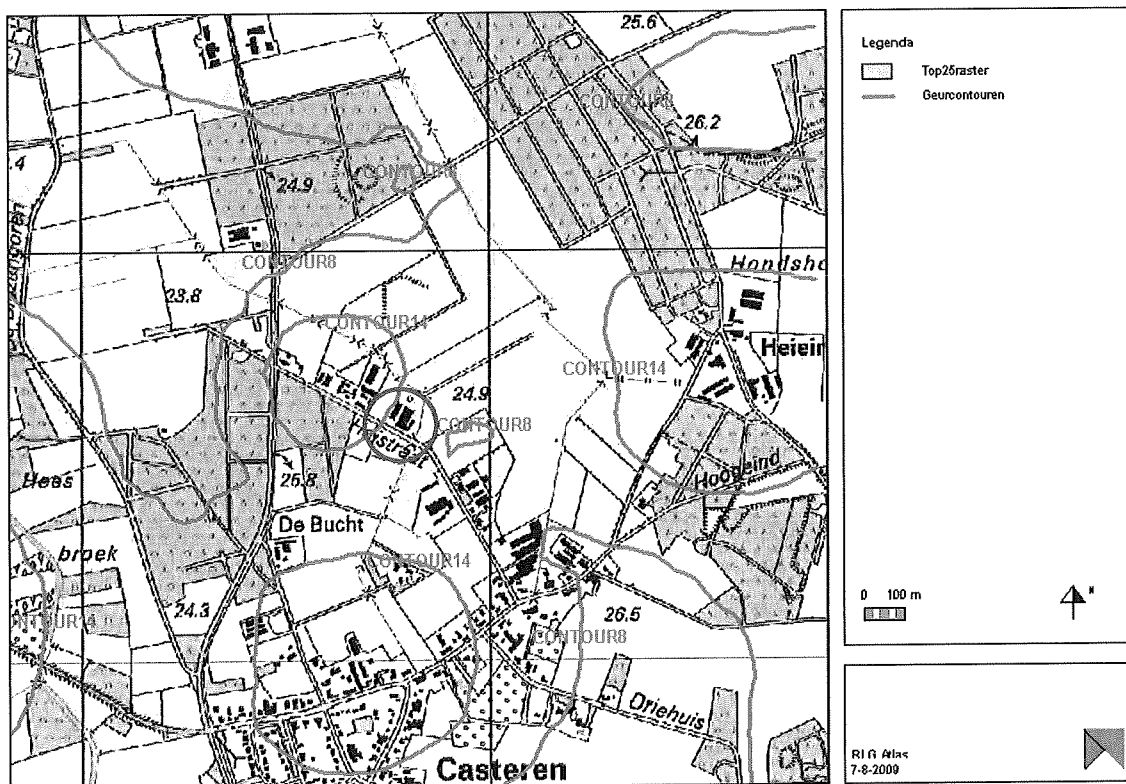 25.6
Legenda
Top25raster
Geurcontouren
CONTOUR8
26.2
24.9
CONTOUR8
Hondsho
23.8
CONTOUR14
Heieir
CONTOUR14
24.9
CONTOUR8
Hoogeind
25.8
De Bucht
broek
CONTOUR14
0 100 m
N
24.3
26.5
CONTOUR8
Driehuis
Casteren
RLG Atlas
7-8-2009